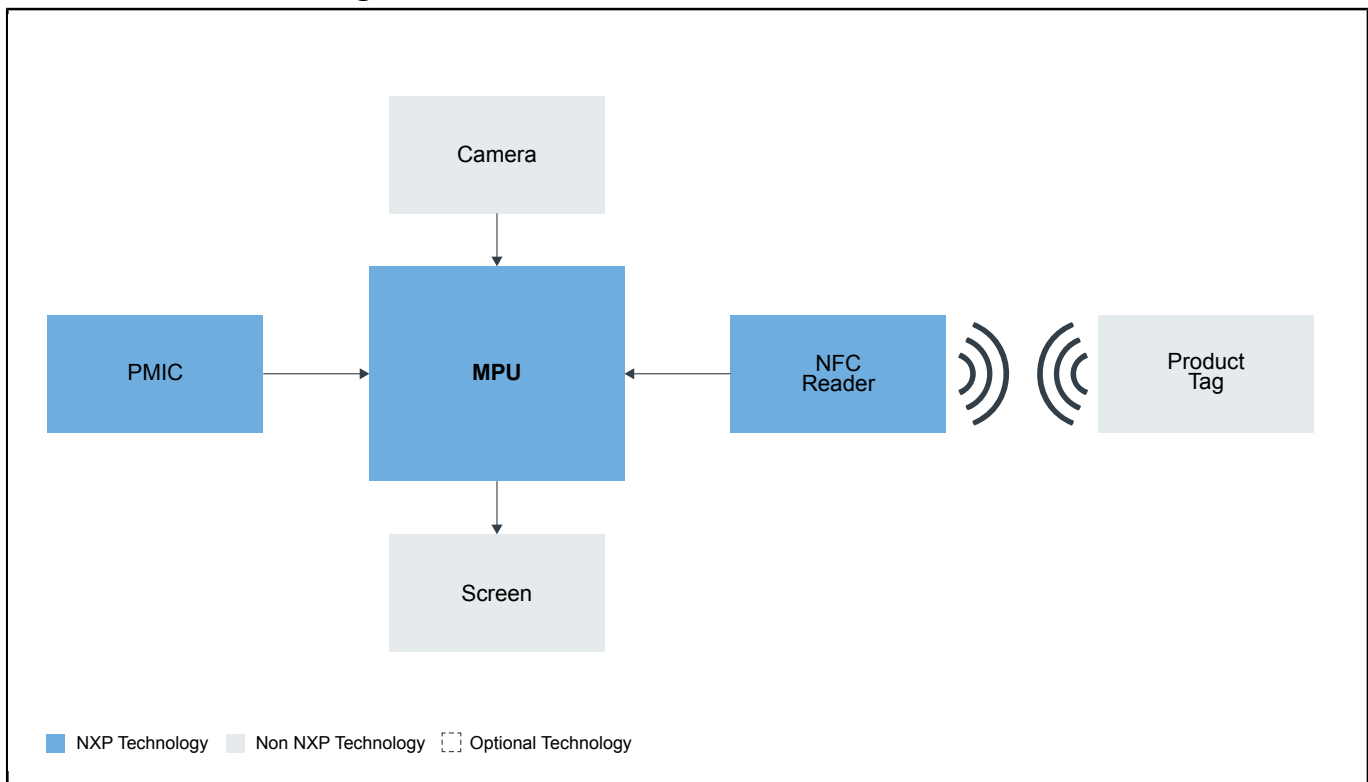 Camera
PMIC
MPU
NFC
Reader
Product
Tag
Screen
NXP Technology
Non NXP Technology
Optional Technology